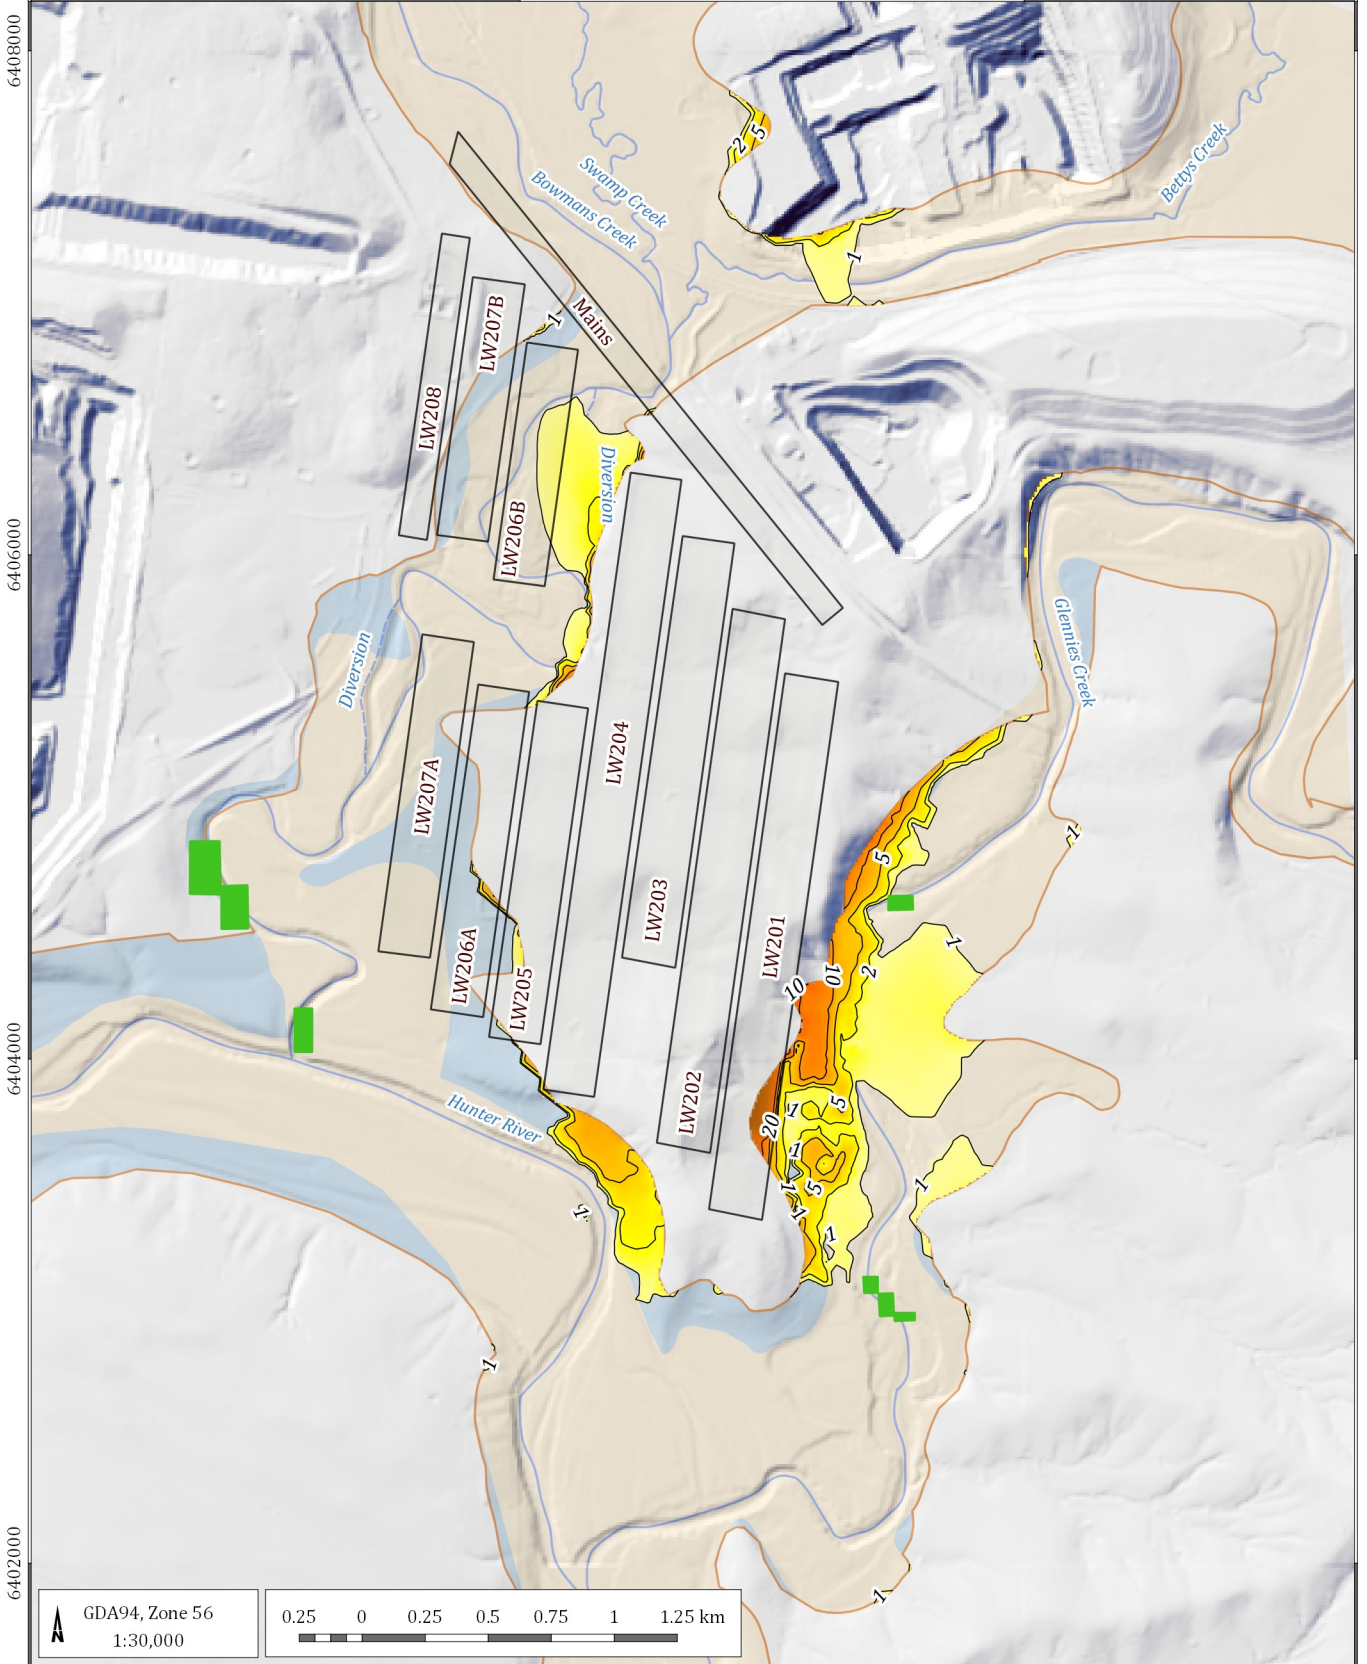 6408000
6406000
6404000
6402000
Swamp Creek
Bowmans Creek
Bettys Creek
2
5
1
Mains
1
LW207B
LW208
Diversion
LW206B
Glennies Creek
Diversion
LW204
LW207A
5
1
LW203
LW201
1
LW206A
LW205
10
10
2
LW202
Hunter River
20
1
5
1
1
5
1
1
1
1
1
1
GDA94, Zone 56
1:30,000
N
0.25 0 0.25 0.5 0.75 1 1.25 km